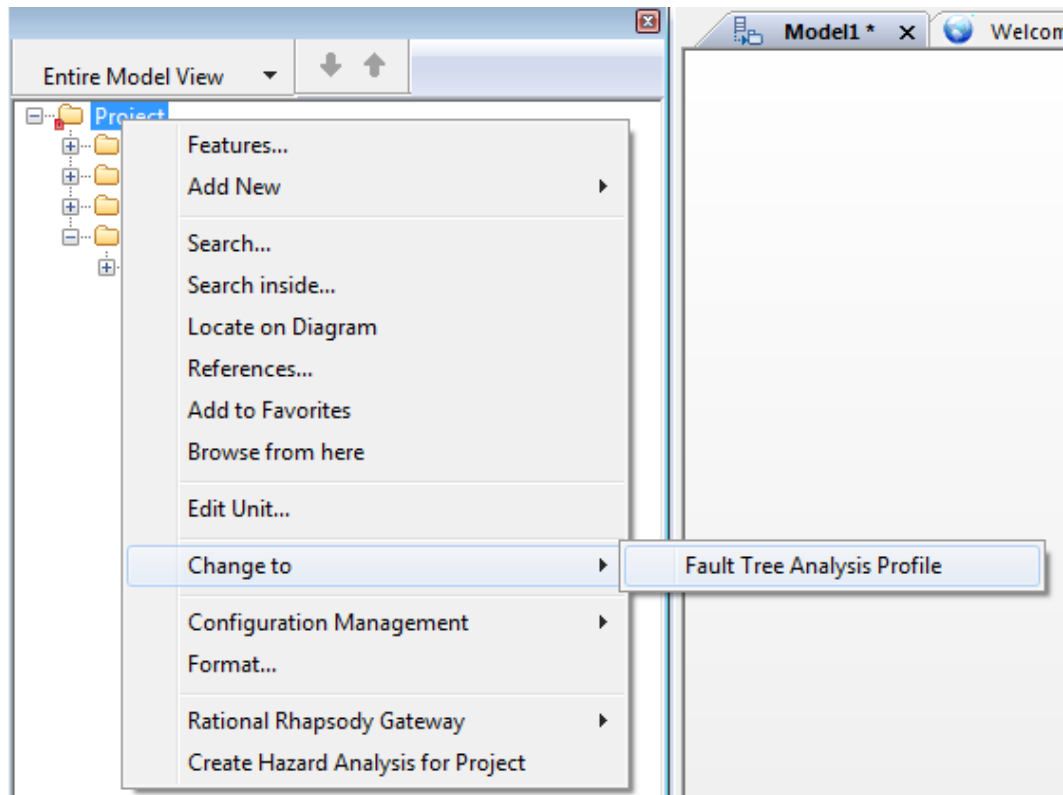 Entire Model View
Model1 *
Welcom
Project
Features...
Add New
Search...
Search inside...
Locate on Diagram
References...
Add to Favorites
Browse from here
Edit Unit...
Change to
Fault Tree Analysis Profile
Configuration Management
Format...
Rational Rhapsody Gateway
Create Hazard Analysis for Project